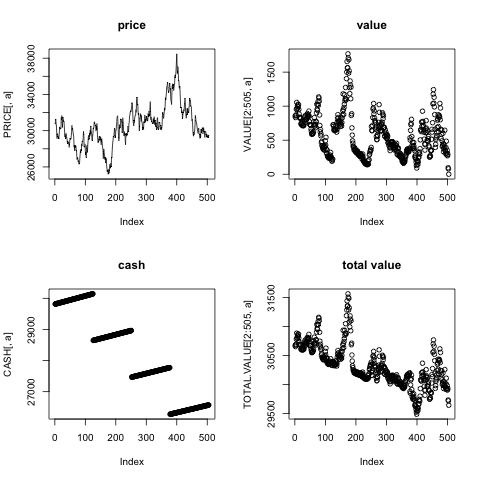 price
PRICE[, a]
26000 30000 34000 38000
0 100 200 300 400 500
Index
value
VALUE[2:505, a]
0 500 1000 1500
0 100 200 300 400 500
Index
cash
CASH[, a]
27000 29000
0 100 200 300 400 500
Index
total value
TOTAL.VALUE[2:505, a]
29500 30500 31500
0 100 200 300 400 500
Index